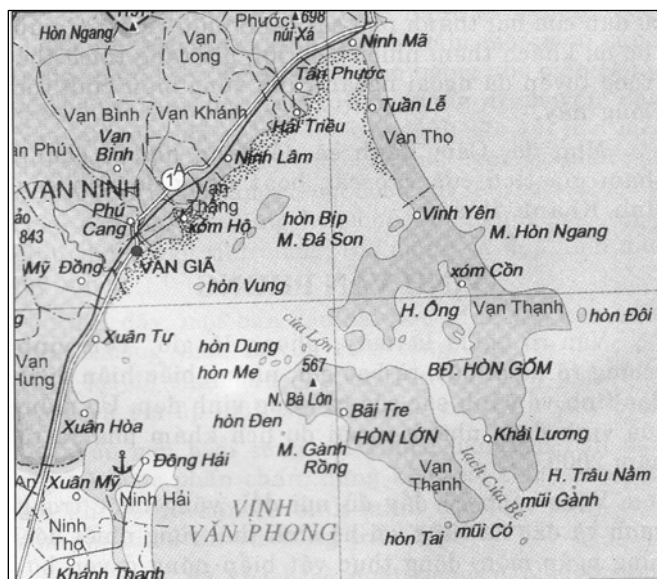 Hòn Ngang
Vạn
Long
Phước
698
núi Xá
Ninh Mã
Tân Phước
Tuần Lễ
Vạn Bình
Vạn Khánh
Hải Triều
Vạn Thọ
Vạn
Bình
Ninh Lâm
1
A
VẠN NINH
Vạn
Thắng
xóm Hộ
hòn Bịp
M. Đá Son
Vinh Yên
M. Hòn Ngang
Phú
Cang
843
Mỹ Đồng
VẠN GIÃ
hòn Vung
xóm Cồn
H. Ông
Vạn Thạnh
hòn Đôi
Xuân Tự
cửa Lớn
hòn Dung
hòn Me
567
N. Bà Lớn
BĐ. HÒN GỐM
Vạn
Hưng
hòn Đen
Bãi Tre
Xuân Hòa
HÒN LỚN
Khải Lương
M. Gành
Rồng
Vạn
Thạnh
lạch Cửa Bé
H. Trâu Nằm
mũi Gành
Đông Hải
Xuân Mỹ
Ninh Hải
VỊNH
VĂN PHONG
Ninh
Thọ
hòn Tai
mũi Cỏ
Khánh Thạnh